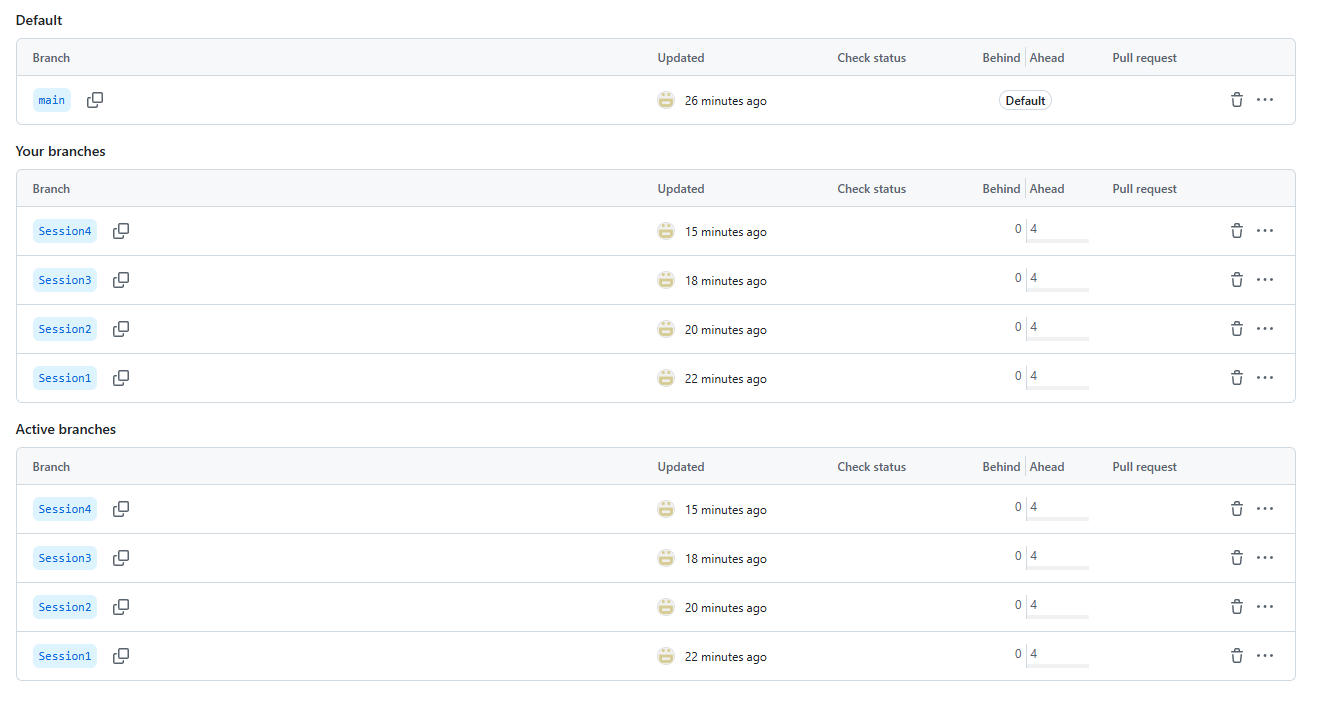 Default
Branch Updated Check status Behind Ahead Pull request
main 26 minutes ago Default
Your branches
Branch Updated Check status Behind Ahead Pull request
Session4 15 minutes ago 0 4
Session3 18 minutes ago 0 4
Session2 20 minutes ago 0 4
Session1 22 minutes ago 0 4
Active branches
Branch Updated Check status Behind Ahead Pull request
Session4 15 minutes ago 0 4
Session3 18 minutes ago 0 4
Session2 20 minutes ago 0 4
Session1 22 minutes ago 0 4